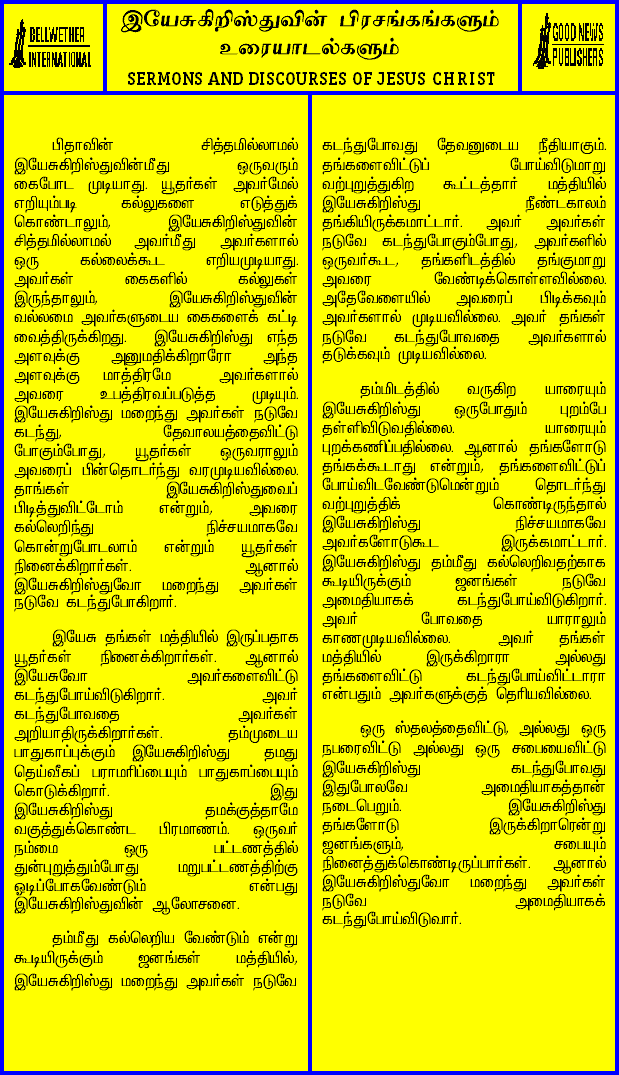 BELLWETHER
INTERNATIONAL
இயேசுகிறிஸ்துவின் பிரசங்கங்களும்
உரையாடல்களும்
SERMONS AND DISCOURSES OF JESUS CHRIST
GOOD NEWS
PUBLISHERS
பிதாவின் சித்தமில்லாமல்
இயேசுகிறிஸ்துவின்மீது ஒருவரும்
கைபோட முடியாது. யூதர்கள் அவர்மேல்
எறியும்படி கல்லுகளை எடுத்துக்
கொண்டாலும், இயேசுகிறிஸ்துவின்
சித்தமில்லாமல் அவர்மீது அவர்களால்
ஒரு கல்லைக்கூட எறியமுடியாது.
அவர்கள் கைகளில் கல்லுகள்
இருந்தாலும், இயேசுகிறிஸ்துவின்
வல்லமை அவர்களுடைய கைகளைக் கட்டி
வைத்திருக்கிறது. இயேசுகிறிஸ்து எந்த
அளவுக்கு அனுமதிக்கிறாரோ அந்த
அளவுக்கு மாத்திரமே அவர்களால்
அவரை உபத்திரவப்படுத்த முடியும்.
இயேசுகிறிஸ்து மறைந்து அவர்கள் நடுவே
கடந்து, தேவாலயத்தைவிட்டு
போகும்போது, யூதர்கள் ஒருவராலும்
அவரைப் பின்தொடர்ந்து வரமுடியவில்லை.
தாங்கள் இயேசுகிறிஸ்துவைப்
பிடித்துவிட்டோம் என்றும், அவரை
கல்லெறிந்து நிச்சயமாகவே
கொன்றுபோடலாம் என்றும் யூதர்கள்
நினைக்கிறார்கள். ஆனால்
இயேசுகிறிஸ்துவோ மறைந்து அவர்கள்
நடுவே கடந்துபோகிறார்.
இயேசு தங்கள் மத்தியில் இருப்பதாக
யூதர்கள் நினைக்கிறார்கள். ஆனால்
இயேசுவோ அவர்களைவிட்டு
கடந்துபோய்விடுகிறார். அவர்
கடந்துபோவதை அவர்கள்
அறியாதிருக்கிறார்கள். தம்முடைய
பாதுகாப்புக்கும் இயேசுகிறிஸ்து தமது
தெய்வீகப் பராமரிப்பையும் பாதுகாப்பையும்
கொடுக்கிறார். இது
இயேசுகிறிஸ்து தமக்குத்தாமே
வகுத்துக்கொண்ட பிரமாணம். ஒருவர்
நம்மை ஒரு பட்டணத்தில்
துன்புறுத்தும்போது மறுபட்டணத்திற்கு
ஓடிப்போகவேண்டும் என்பது
இயேசுகிறிஸ்துவின் ஆலோசனை.
தம்மீது கல்லெறிய வேண்டும் என்று
கூடியிருக்கும் ஜனங்கள் மத்தியில்,
இயேசுகிறிஸ்து மறைந்து அவர்கள் நடுவே
கடந்துபோவது தேவனுடைய நீதியாகும்.
தங்களைவிட்டுப் போய்விடுமாறு
வற்புறுத்துகிற கூட்டத்தார் மத்தியில்
இயேசுகிறிஸ்து நீண்டகாலம்
தங்கியிருக்கமாட்டார். அவர் அவர்கள்
நடுவே கடந்துபோகும்போது, அவர்களில்
ஒருவர்கூட, தங்களிடத்தில் தங்குமாறு
அவரை வேண்டிக்கொள்ளவில்லை.
அதேவேளையில் அவரைப் பிடிக்கவும்
அவர்களால் முடியவில்லை. அவர் தங்கள்
நடுவே கடந்துபோவதை அவர்களால்
தடுக்கவும் முடியவில்லை.
தம்மிடத்தில் வருகிற யாரையும்
இயேசுகிறிஸ்து ஒருபோதும் புறம்பே
தள்ளிவிடுவதில்லை. யாரையும்
புறக்கணிப்பதில்லை. ஆனால் தங்களோடு
தங்கக்கூடாது என்றும், தங்களைவிட்டுப்
போய்விடவேண்டுமென்றும் தொடர்ந்து
வற்புறுத்திக் கொண்டிருந்தால்
இயேசுகிறிஸ்து நிச்சயமாகவே
அவர்களோடுகூட இருக்கமாட்டார்.
இயேசுகிறிஸ்து தம்மீது கல்லெறிவதற்காக
கூடியிருக்கும் ஜனங்கள் நடுவே
அமைதியாகக் கடந்துபோய்விடுகிறார்.
அவர் போவதை யாராலும்
காணமுடியவில்லை. அவர் தங்கள்
மத்தியில் இருக்கிறாரா அல்லது
தங்களைவிட்டு கடந்துபோய்விட்டாரா
என்பதும் அவர்களுக்குத் தெரியவில்லை.
ஒரு ஸ்தலத்தைவிட்டு, அல்லது ஒரு
நபரைவிட்டு அல்லது ஒரு சபையைவிட்டு
இயேசுகிறிஸ்து கடந்துபோவது
இதுபோலவே அமைதியாகத்தான்
நடைபெறும். இயேசுகிறிஸ்து
தங்களோடு இருக்கிறாரென்று
ஜனங்களும், சபையும்
நினைத்துக்கொண்டிருப்பார்கள். ஆனால்
இயேசுகிறிஸ்துவோ மறைந்து அவர்கள்
நடுவே அமைதியாகக்
கடந்துபோய்விடுவார்.